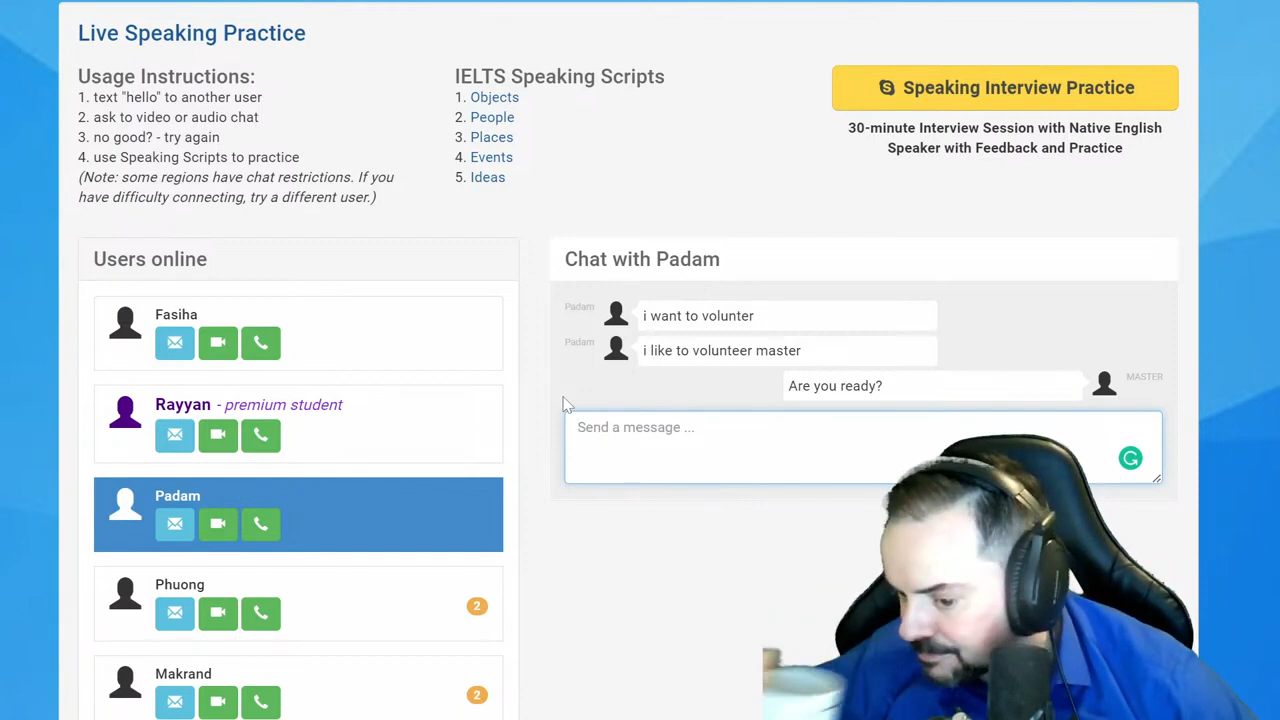 Live Speaking Practice
Usage Instructions:
1. text "hello" to another user
2. ask to video or audio chat
3. no good? - try again
4. use Speaking Scripts to practice
(Note: some regions have chat restrictions. If you
have difficulty connecting, try a different user.)
IELTS Speaking Scripts
1. Objects
2. People
3. Places
4. Events
5. Ideas
Speaking Interview Practice
30-minute Interview Session with Native English
Speaker with Feedback and Practice
Users online
Fasiha
Rayyan - premium student
Padam
Phuong
2
Makrand
2
Chat with Padam
Padam
i want to volunter
Padam
i like to volunteer master
Are you ready?
MASTER
Send a message ...